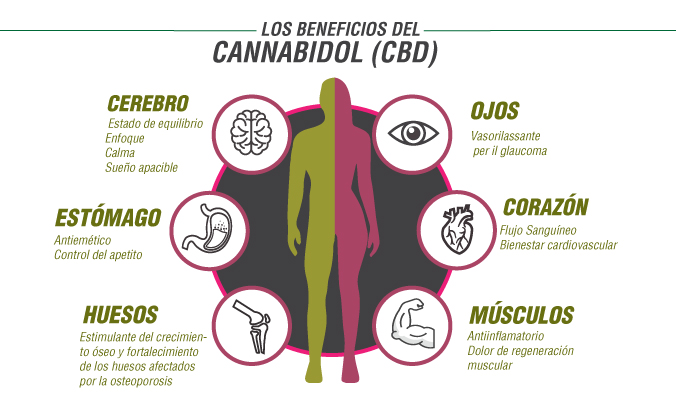 LOS BENEFICIOS DEL
CANNABIDOL (CBD)
CEREBRO
Estado de equilibrio
Enfoque
Calma
Sueño apacible
OJOS
Vasorilassante
per il glaucoma
ESTÓMAGO
Antiemético
Control del apetito
CORAZÓN
Flujo Sanguíneo
Bienestar cardiovascular
HUESOS
Estimulante del crecimien-
to óseo y fortalecimiento
de los huesos afectados
por la osteoporosis
MÚSCULOS
Antiinflamatorio
Dolor de regeneración
muscular